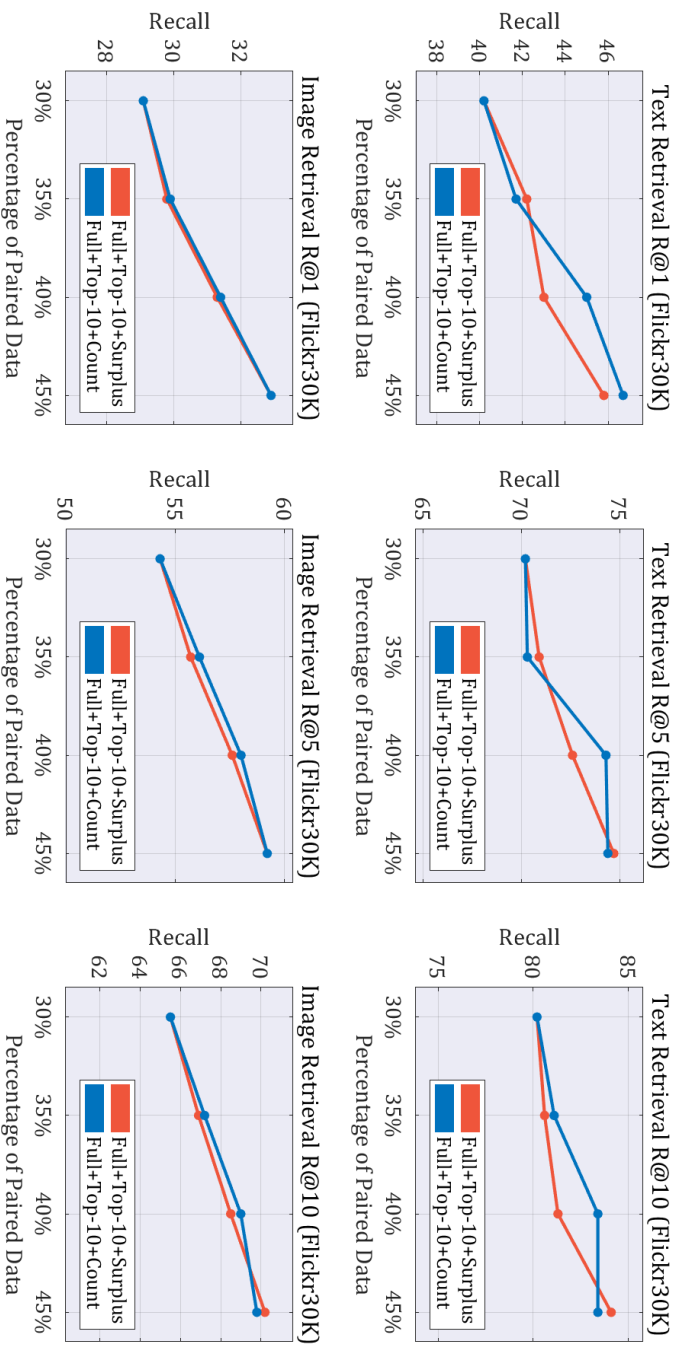 Text Retrieval R@1 (Flickr30K)
Recall
46
44
42
40
38
30%
35%
40%
45%
Full+Top-10+Surplus
Full+Top-10+Count
Percentage of Paired Data
Text Retrieval R@5 (Flickr30K)
Recall
75
70
65
30%
35%
40%
45%
Full+Top-10+Surplus
Full+Top-10+Count
Percentage of Paired Data
Text Retrieval R@10 (Flickr30K)
Recall
85
80
75
30%
35%
40%
45%
Full+Top-10+Surplus
Full+Top-10+Count
Percentage of Paired Data
Image Retrieval R@1 (Flickr30K)
Recall
32
30
28
30%
35%
40%
45%
Full+Top-10+Surplus
Full+Top-10+Count
Percentage of Paired Data
Image Retrieval R@5 (Flickr30K)
Recall
60
55
50
30%
35%
40%
45%
Full+Top-10+Surplus
Full+Top-10+Count
Percentage of Paired Data
Image Retrieval R@10 (Flickr30K)
Recall
70
68
66
64
62
30%
35%
40%
45%
Full+Top-10+Surplus
Full+Top-10+Count
Percentage of Paired Data